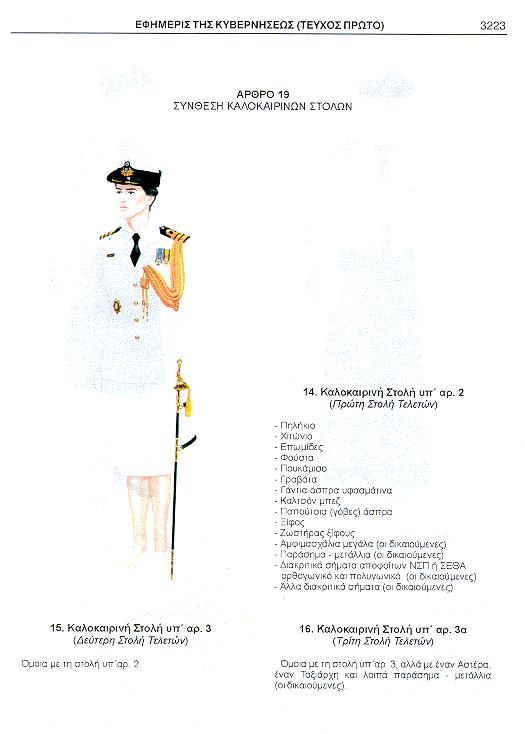 ΕΦΗΜΕΡΙΣ ΤΗΣ ΚΥΒΕΡΝΗΣΕΩΣ (ΤΕΥΧΟΣ ΠΡΩΤΟ) 3223
ΑΡΘΡΟ 19
ΣΥΝΘΕΣΗ ΚΑΛΟΚΑΙΡΙΝΩΝ ΣΤΟΛΩΝ
14. Καλοκαιρινή Στολή υπ΄ αρ. 2
(Πρώτη Στολή Τελετών)
- Πηλήκιο
- Χιτώνιο
- Επωμίδες
- Φούστα
- Πουκάμισο
- Γραβάτα
- Γάντια άσπρα υφασμάτινα
- Καλτσόν μπεζ
- Παπούτσια (γόβες) άσπρα
- Ξίφος
- Ζωστήρας ξίφους
- Αμφιμασχάλια μεγάλα (οι δικαιούμενες)
- Παράσημα - μετάλλια (οι δικαιούμενες)
- Διακριτικά σήματα αποφοίτων ΝΣΠ ή ΣΕΘΑ
ορθογωνικό και πολυγωνικό (οι δικαιούμενες)
- Άλλα διακριτικά σήματα (οι δικαιούμενες)
15. Καλοκαιρινή Στολή υπ΄ αρ. 3
(Δεύτερη Στολή Τελετών)
Όμοια με τη στολή υπ΄αρ. 2
16. Καλοκαιρινή Στολή υπ΄ αρ. 3α
(Τρίτη Στολή Τελετών)
Όμοια με τη στολή υπ΄αρ. 3, αλλά με έναν Αστέρα,
έναν Ταξιάρχη και λοιπά παράσημα - μετάλλια
(οι δικαιούμενες).